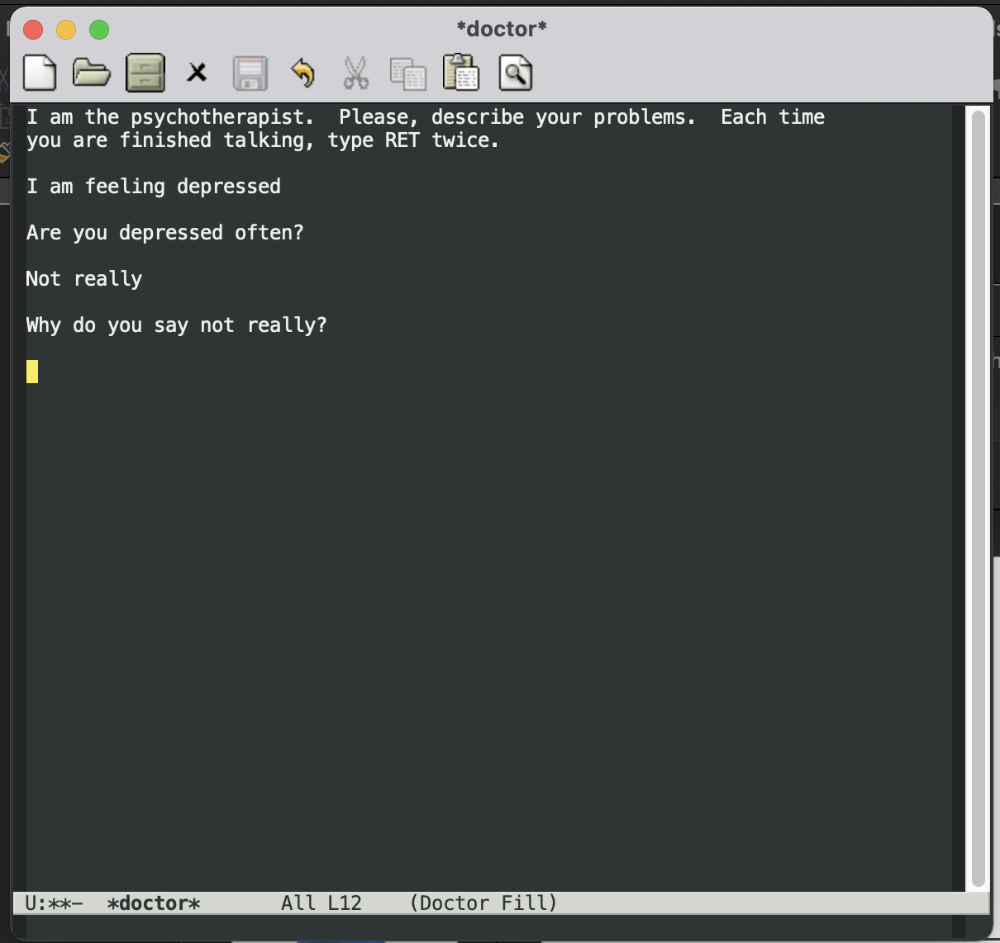 *doctor*
I am the psychotherapist.  Please, describe your problems.  Each time
you are finished talking, type RET twice.
I am feeling depressed
Are you depressed often?
Not really
Why do you say not really?
U:**-  *doctor*       All L12    (Doctor Fill)